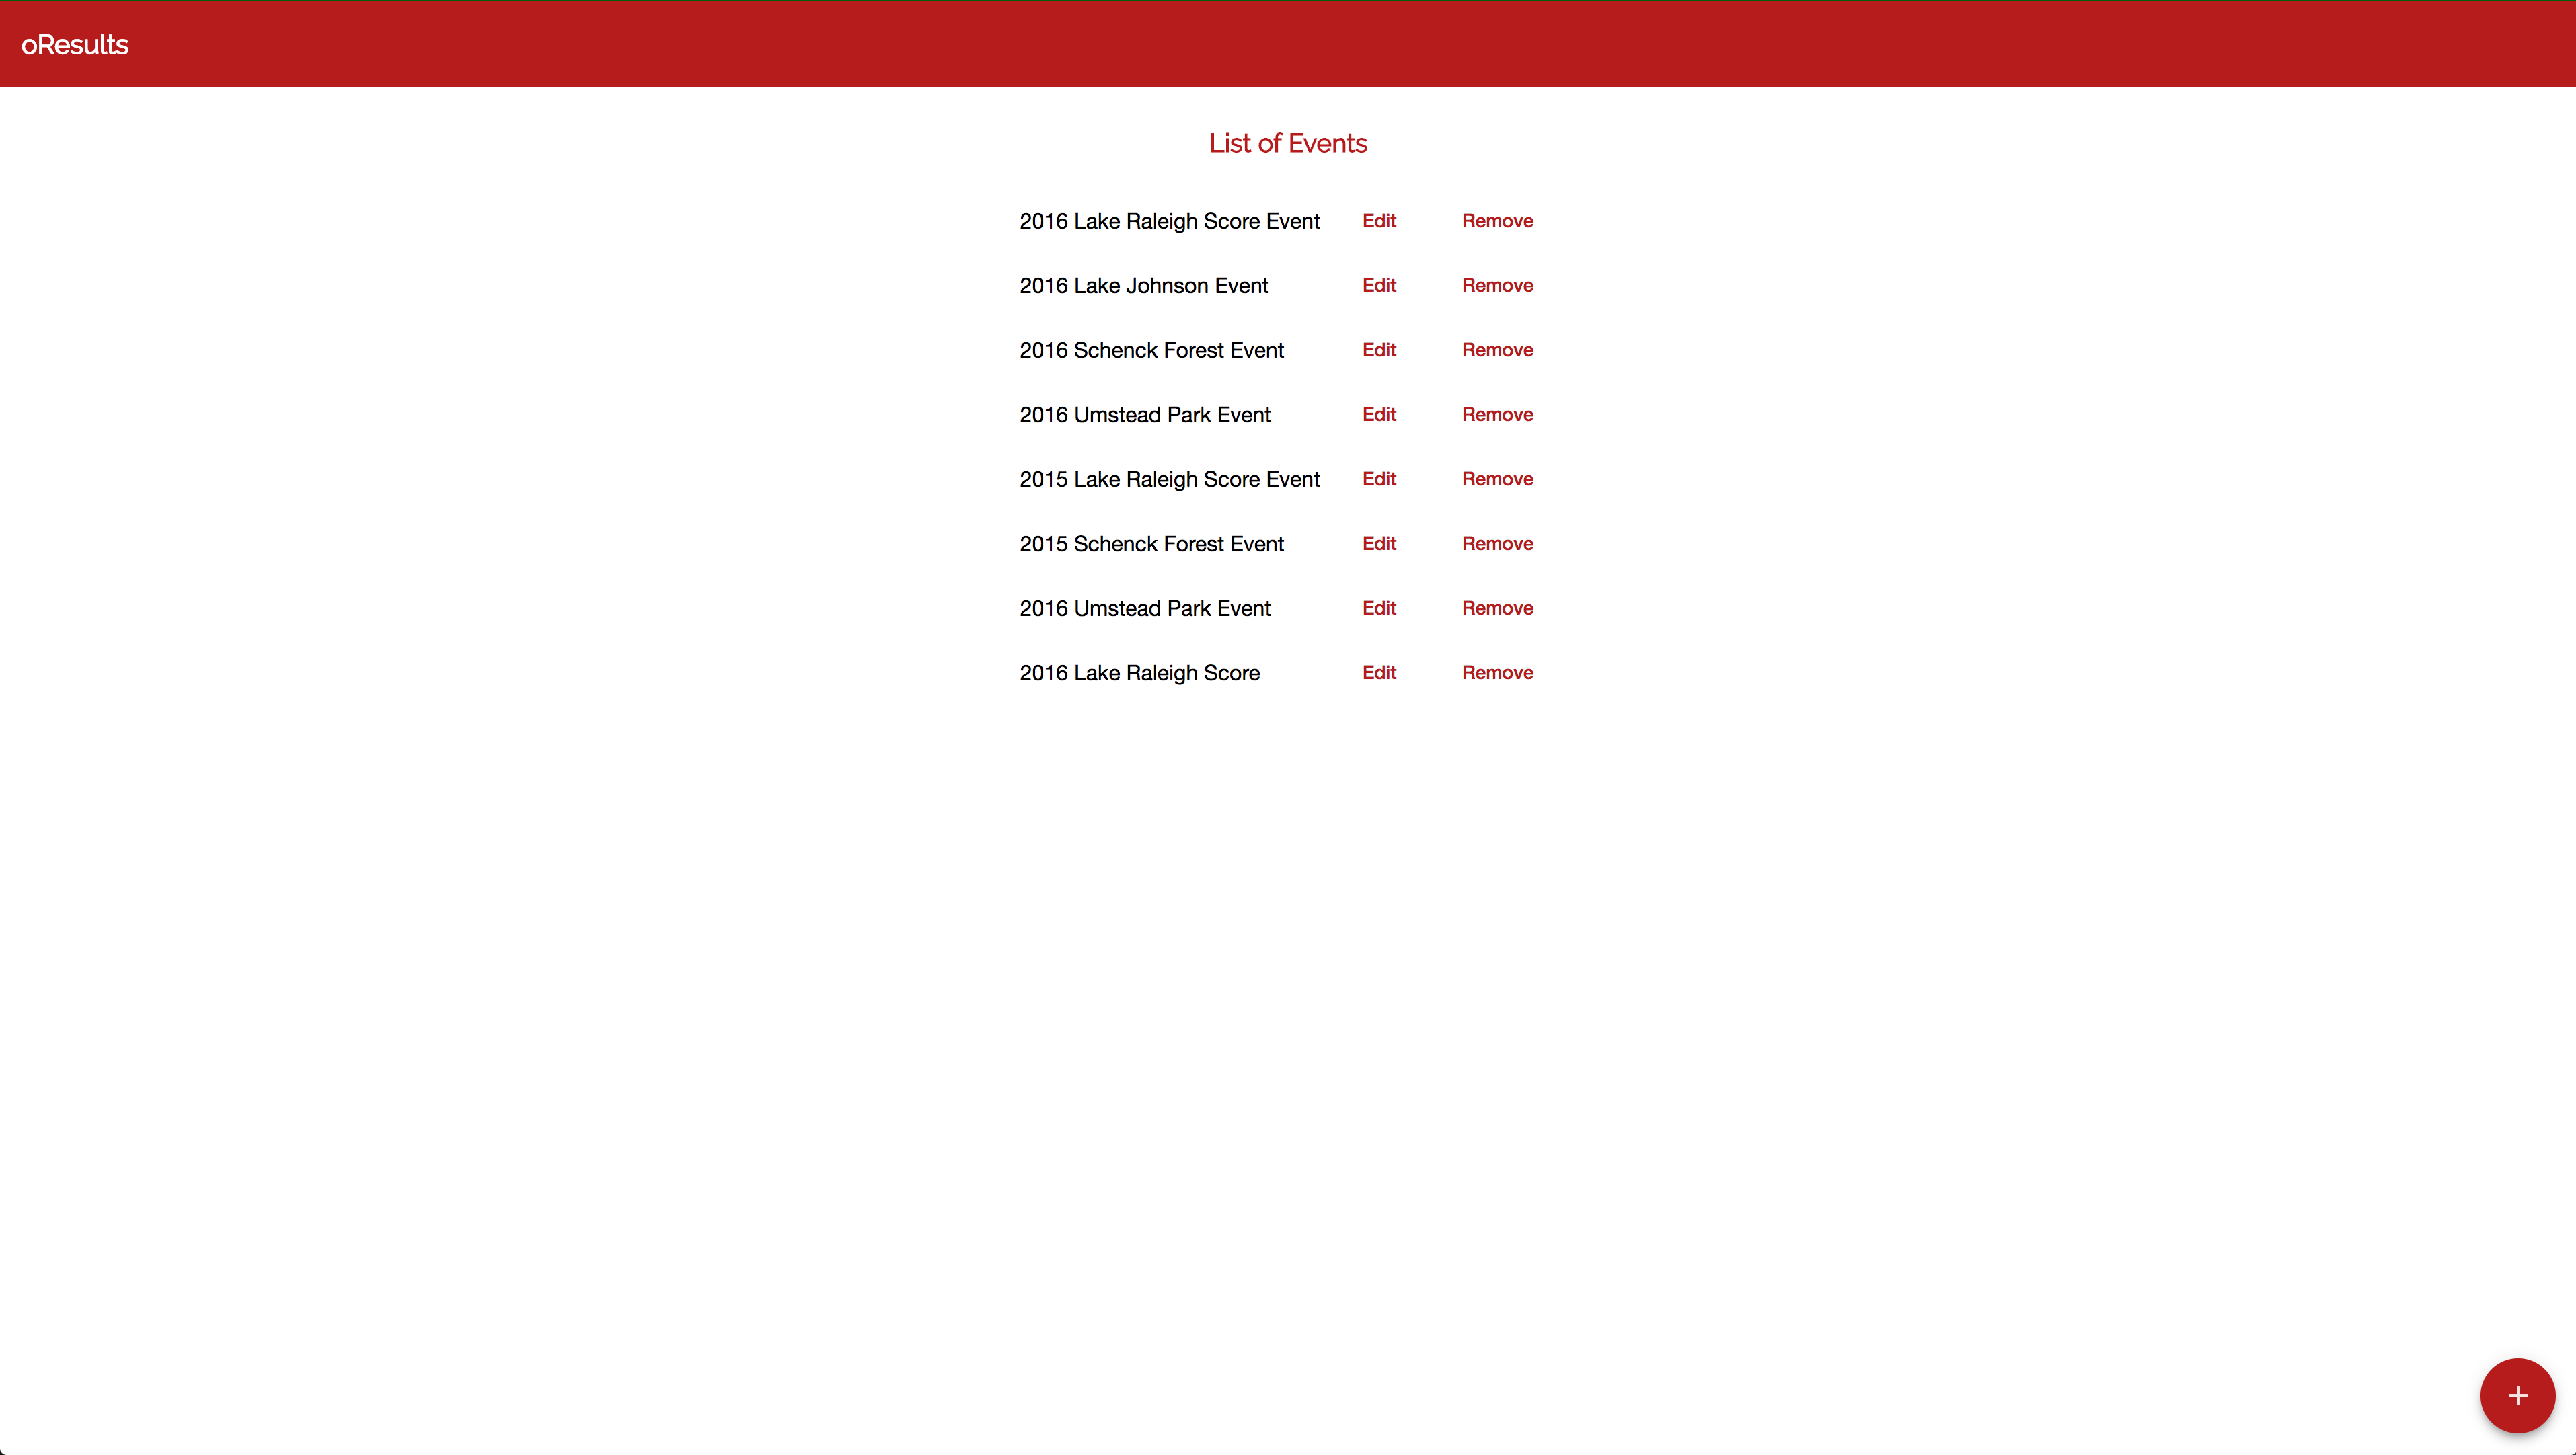 oResults
List of Events
2016 Lake Raleigh Score Event Edit Remove
2016 Lake Johnson Event Edit Remove
2016 Schenck Forest Event Edit Remove
2016 Umstead Park Event Edit Remove
2015 Lake Raleigh Score Event Edit Remove
2015 Schenck Forest Event Edit Remove
2016 Umstead Park Event Edit Remove
2016 Lake Raleigh Score Edit Remove
+